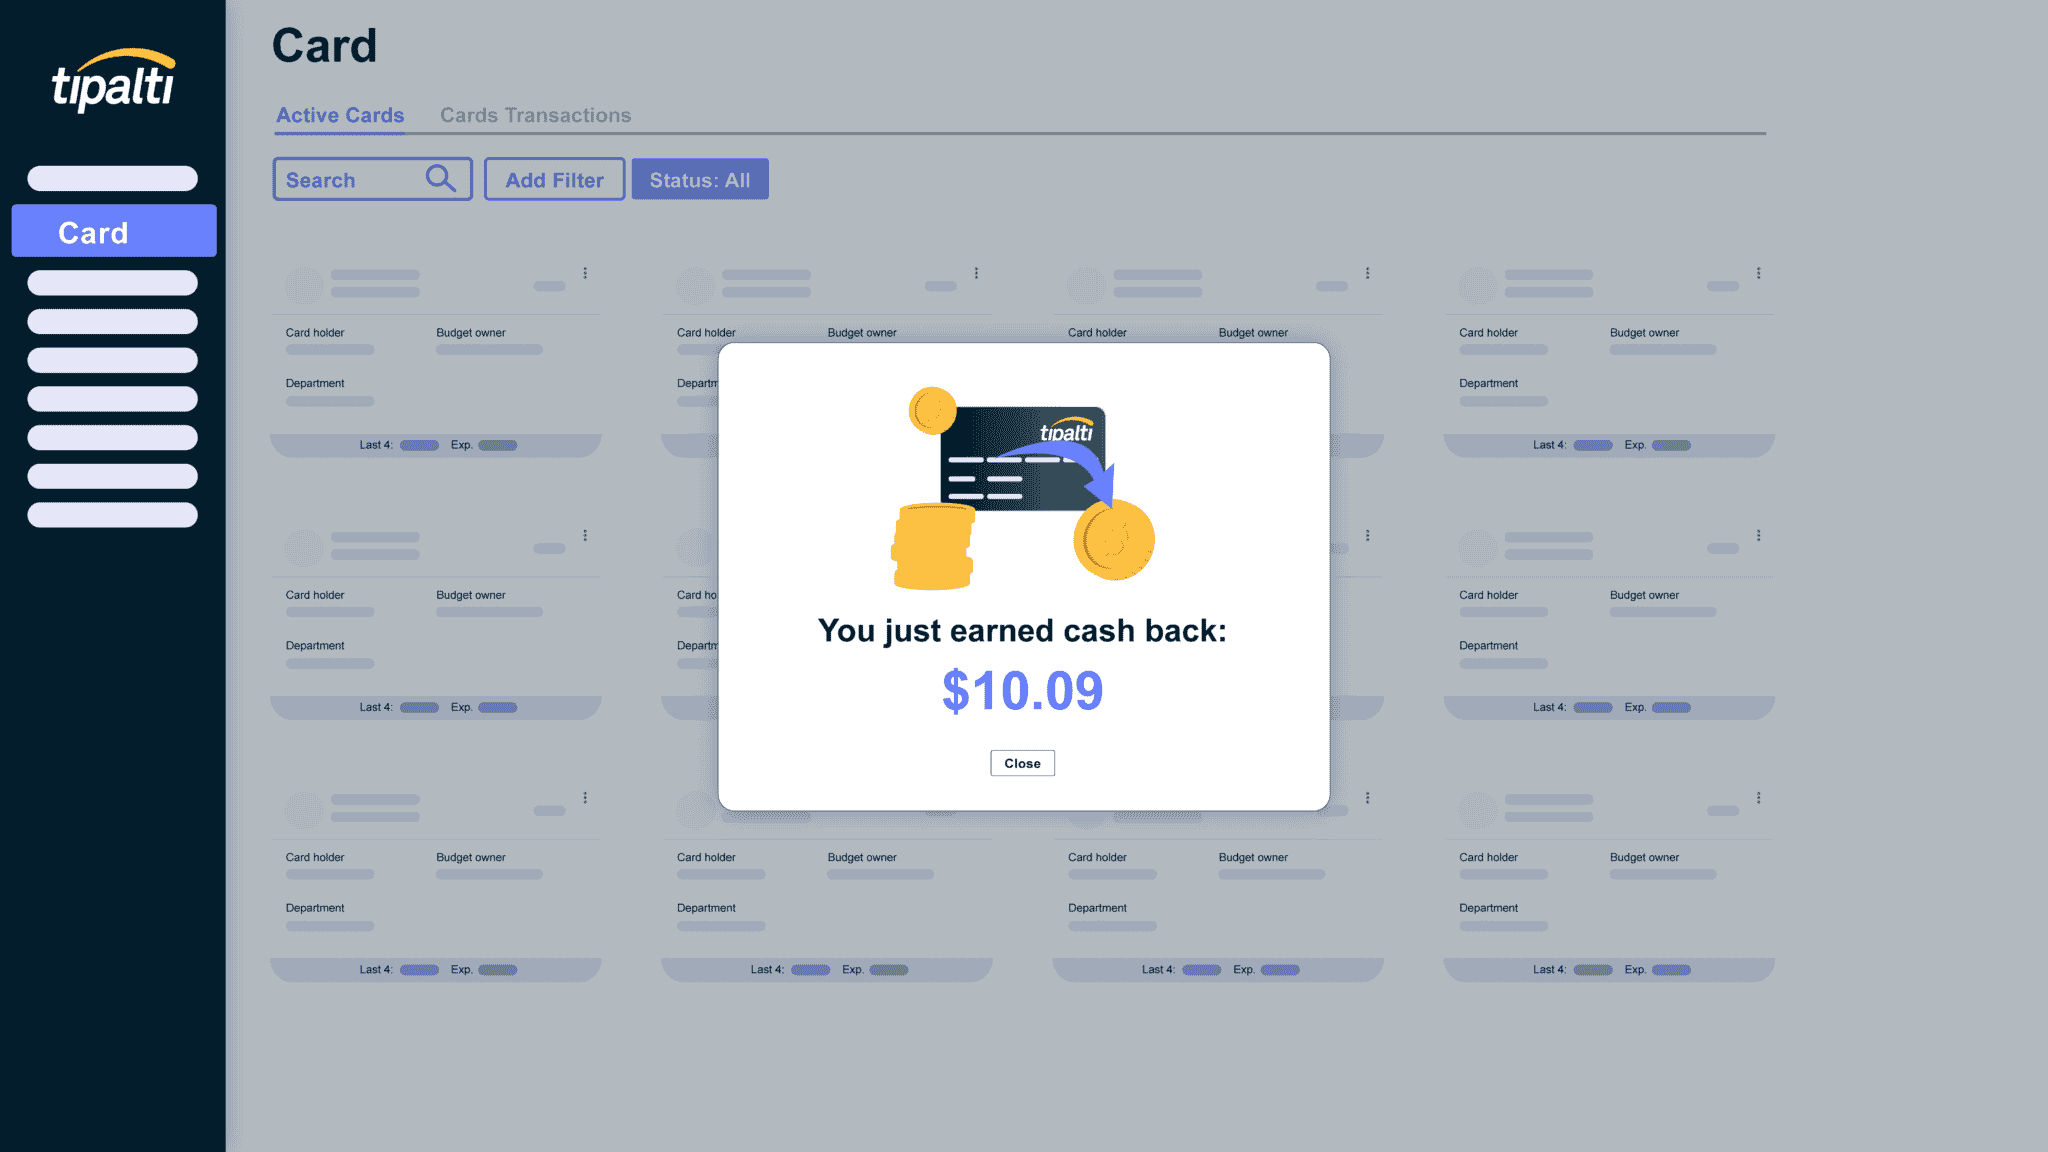 tipalti
Card
Card
Active Cards Cards Transactions
Search Add Filter Status: All
Card holder Budget owner Card holder Budget owner Card holder Budget owner Card holder Budget owner
Department Department
Last 4: Exp. Last 4: Exp.
tipalti
You just earned cash back:
$10.09
Close
Card holder Budget owner Card holder Budget owner
Department Department
Last 4: Exp. Last 4: Exp.
Card holder Budget owner Card holder Budget owner Card holder Budget owner Card holder Budget owner
Department Department Department Department
Last 4: Exp. Last 4: Exp. Last 4: Exp. Last 4: Exp.